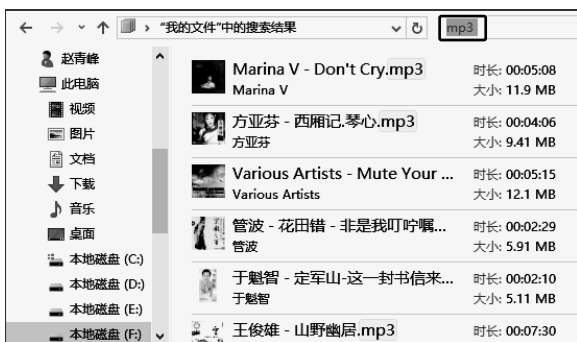 “我的文件”中的搜索结果
mp3
赵青峰
此电脑
视频
图片
文档
下载
音乐
桌面
本地磁盘 (C:)
本地磁盘 (D:)
本地磁盘 (E:)
本地磁盘 (F:)
Marina V - Don't Cry.mp3
Marina V
时长: 00:05:08
大小: 11.9 MB
方亚芬 - 西厢记.琴心.mp3
方亚芬
时长: 00:04:06
大小: 9.41 MB
Various Artists - Mute Your ...
Various Artists
时长: 00:05:15
大小: 12.1 MB
管波 - 花田错 - 非是我叮咛嘱...
管波
时长: 00:02:29
大小: 5.91 MB
于魁智 - 定军山-这一封书信来...
于魁智
时长: 00:02:10
大小: 5.11 MB
王俊雄 - 山野幽居.mp3
时长: 00:07:30